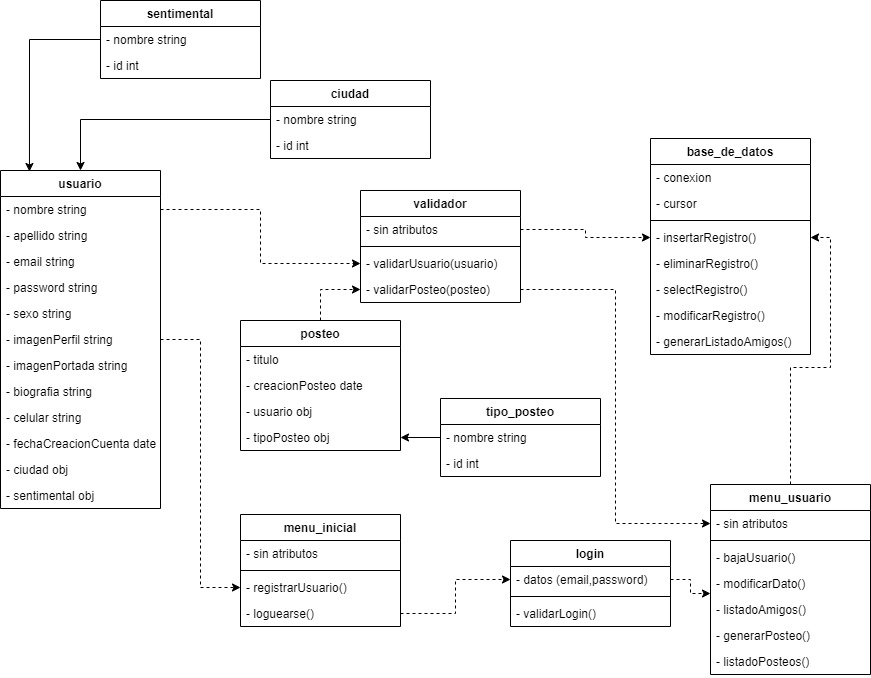 sentimental
- nombre string
- id int
ciudad
- nombre string
- id int
usuario
- nombre string
- apellido string
- email string
- password string
- sexo string
- imagenPerfil string
- imagenPortada string
- biografia string
- celular string
- fechaCreacionCuenta date
- ciudad obj
- sentimental obj
validador
- sin atributos
- validarUsuario(usuario)
- validarPosteo(posteo)
base_de_datos
- conexion
- cursor
- insertarRegistro()
- eliminarRegistro()
- selectRegistro()
- modificarRegistro()
- generarListadoAmigos()
posteo
- titulo
- creacionPosteo date
- usuario obj
- tipoPosteo obj
tipo_posteo
- nombre string
- id int
menu_inicial
- sin atributos
- registrarUsuario()
- loguearse()
login
- datos (email,password)
- validarLogin()
menu_usuario
- sin atributos
- bajaUsuario()
- modificarDato()
- listadoAmigos()
- generarPosteo()
- listadoPosteos()